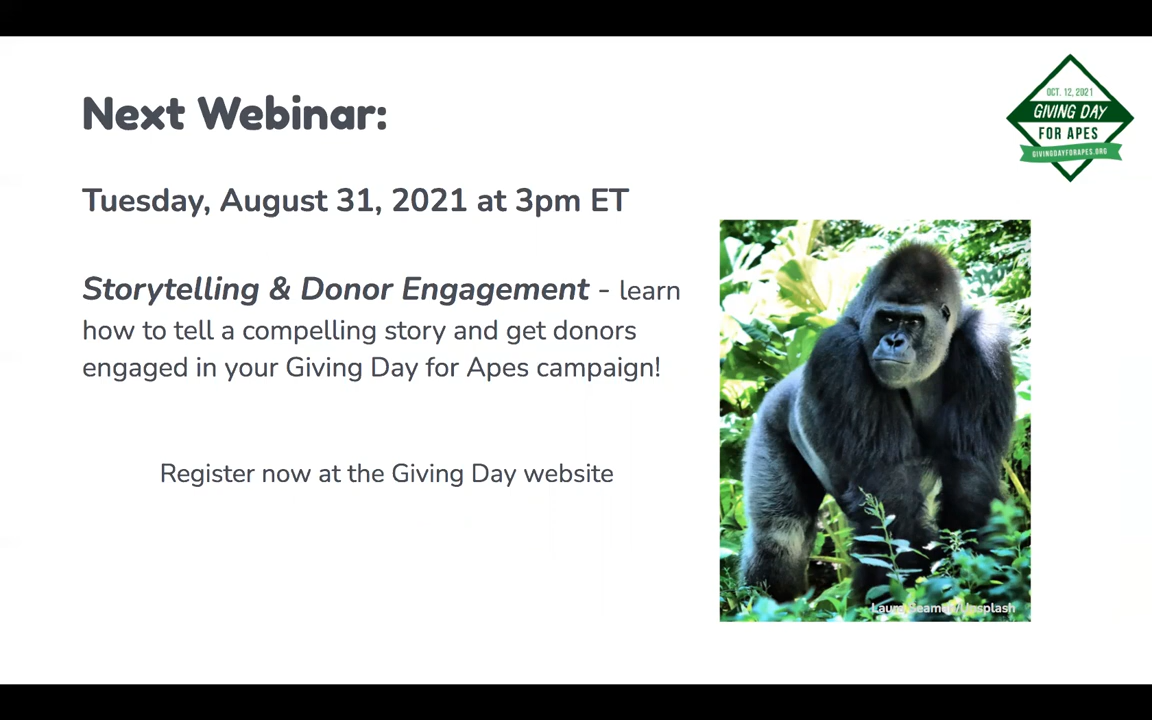 Next Webinar:
OCT. 12, 2021
GIVING DAY
FOR APES
GIVINGDAYFORAPES.ORG
Tuesday, August 31, 2021 at 3pm ET
Storytelling & Donor Engagement - learn
how to tell a compelling story and get donors
engaged in your Giving Day for Apes campaign!
Register now at the Giving Day website
/Unsplash